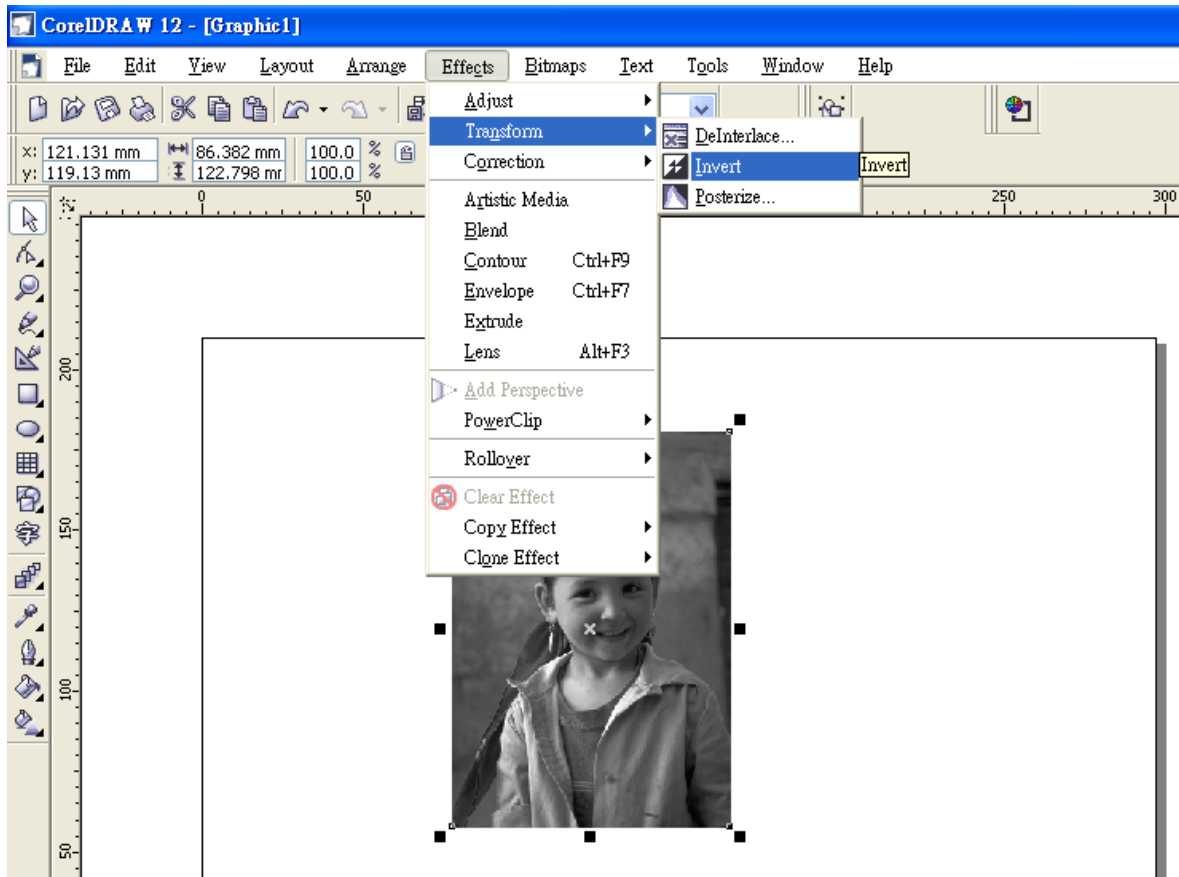 CorelDRAW 12 - [Graphic1]
File Edit View Layout Arrange Effects Bitmaps Text Tools Window Help
x: 121.131 mm 86.382 mm 100.0 %
y: 119.13 mm 122.798 mr 100.0 %
Adjust
Transform
Correction
Artistic Media
Blend
Contour Ctrl+F9
Envelope Ctrl+F7
Extrude
Lens Alt+F3
Add Perspective
PowerClip
Rollover
Clear Effect
Copy Effect
Clone Effect
DeInterlace...
Invert
Posterize...
Invert
0 50 250 300
200
150
100
50
字